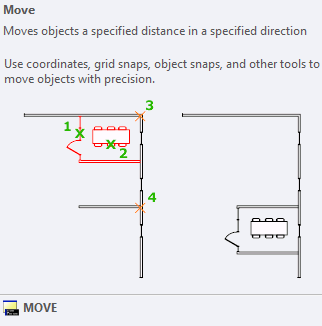 Move
Moves objects a specified distance in a specified direction
Use coordinates, grid snaps, object snaps, and other tools to
move objects with precision.
3
1
2
4
MOVE